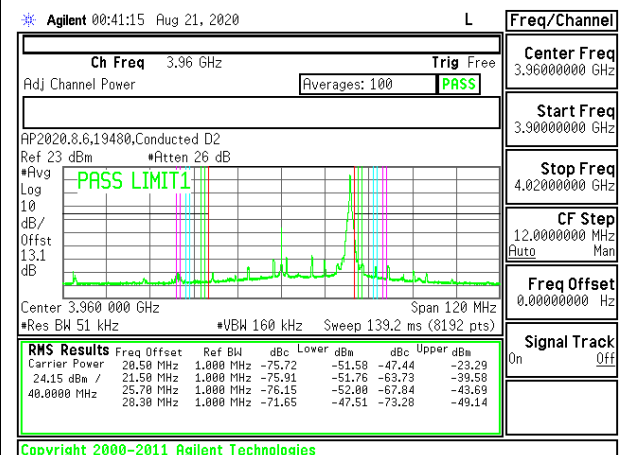 Agilent 00:41:15 Aug 21, 2020 L
Freq/Channel
Ch Freq 3.96 GHz Trig Free
Adj Channel Power Averages: 100 PASS
Center Freq
3.96000000 GHz
Start Freq
3.90000000 GHz
Stop Freq
4.02000000 GHz
CF Step
12.0000000 MHz
Auto Man
Freq Offset
0.00000000 Hz
Signal Track
On Off
AP2020.8.6,19480,Conducted D2
Ref 23 dBm #Atten 26 dB
#Avg
Log
10
dB/
Offst
13.1
dB
PASS LIMIT1
Center 3.960 000 GHz Span 120 MHz
#Res BW 51 kHz #VBW 160 kHz Sweep 139.2 ms (8192 pts)
RMS Results Freq Offset Ref BW dBc Lower dBm dBc Upper dBm
Carrier Power 20.50 MHz 1.000 MHz -75.72 -51.58 -47.44 -23.29
24.15 dBm / 21.50 MHz 1.000 MHz -75.91 -51.76 -63.73 -39.58
40.0000 MHz 25.70 MHz 1.000 MHz -76.15 -52.00 -67.84 -43.69
28.30 MHz 1.000 MHz -71.65 -47.51 -73.28 -49.14
Copyright 2000-2011 Agilent Technologies